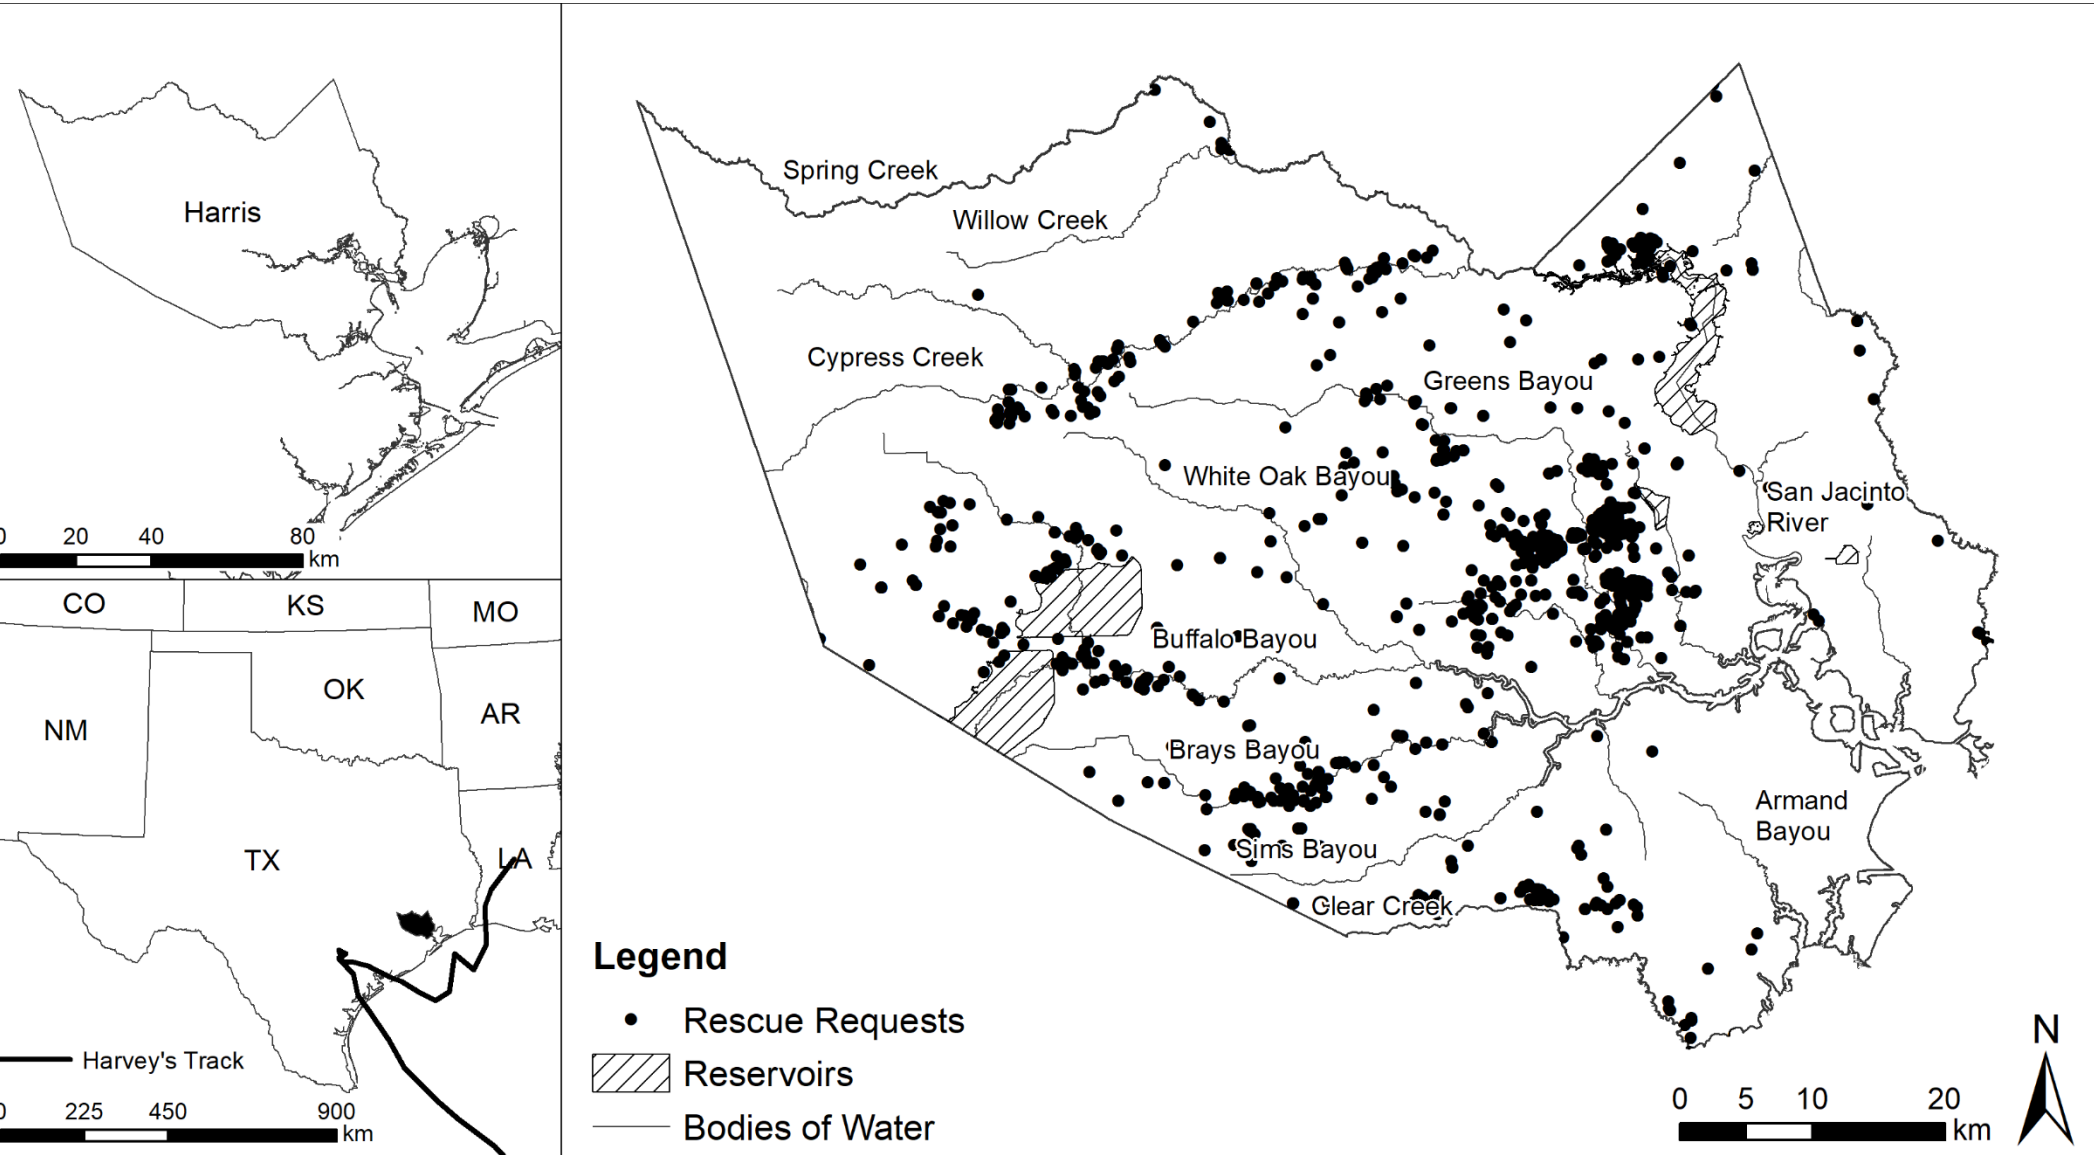 Harris
0 20 40 80
km
CO
KS
MO
OK
NM
AR
TX
LA
Harvey's Track
0 225 450 900
km
Spring Creek
Willow Creek
Cypress Creek
Greens Bayou
White Oak Bayou
San Jacinto
River
Buffalo Bayou
Brays Bayou
Armand
Bayou
Sims Bayou
Clear Creek
Legend
Rescue Requests
Reservoirs
Bodies of Water
N
0 5 10 20
km